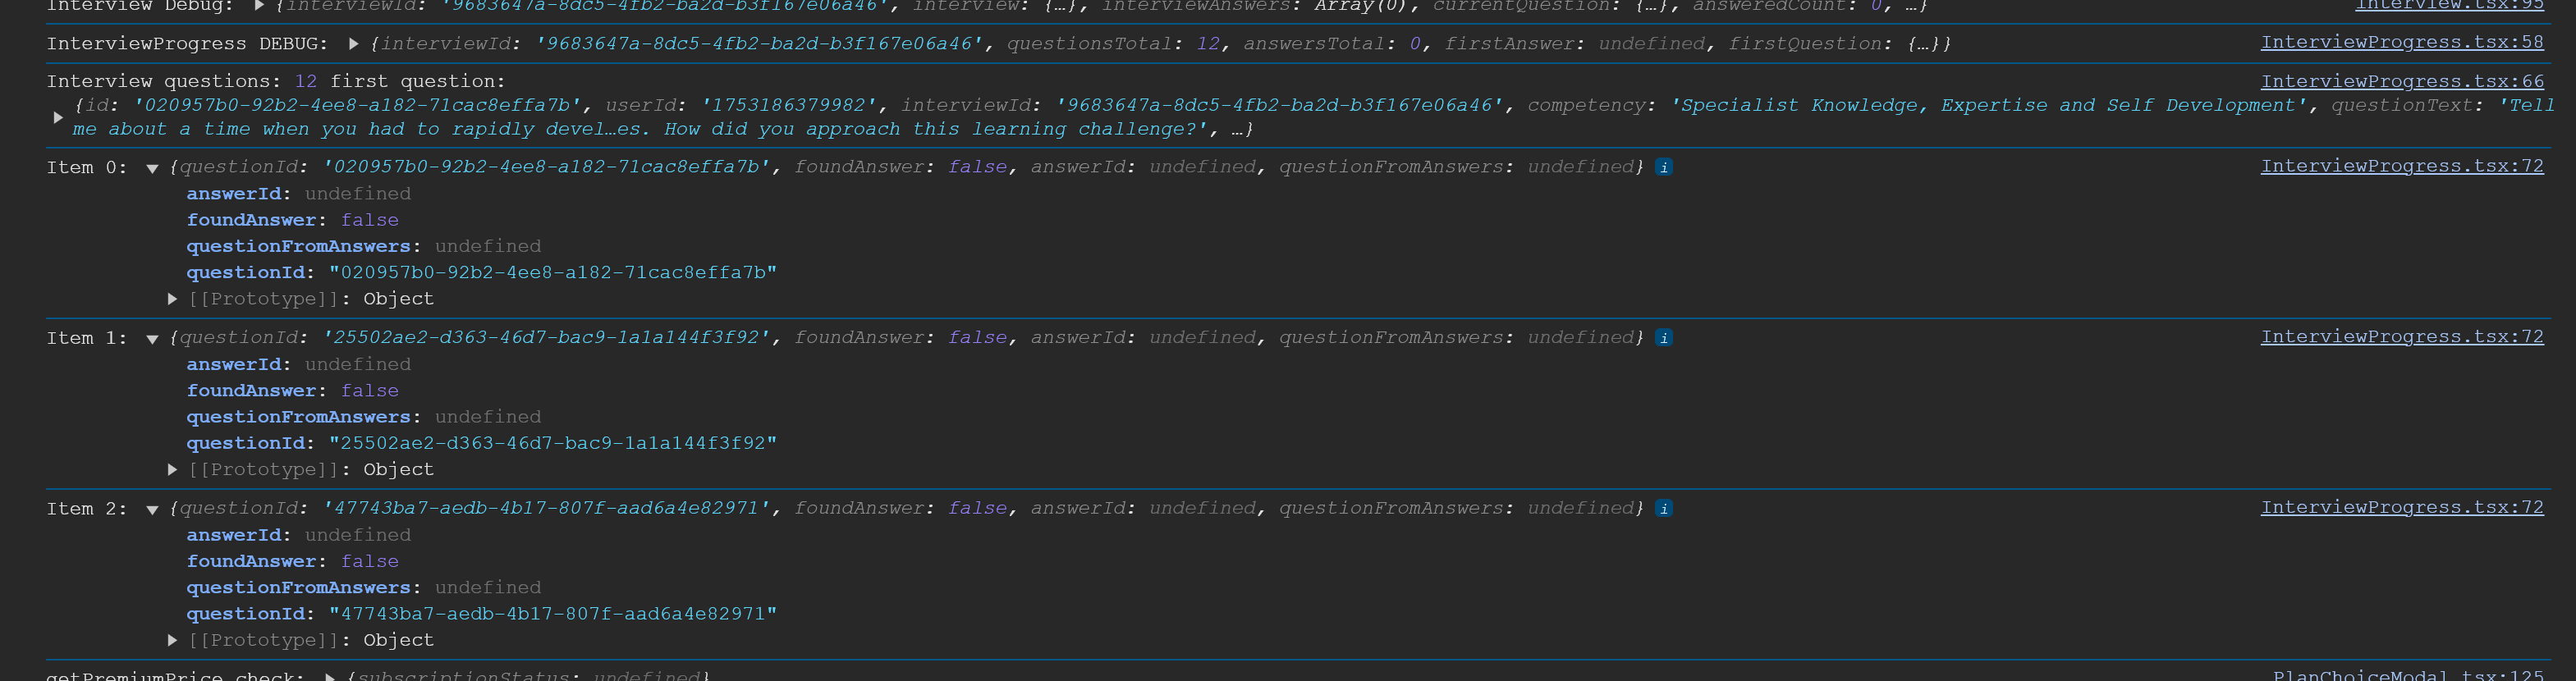 Interview Debug: ▶ {interviewId: '9683647a-8dc5-4fb2-ba2d-b3f167e06a46', interview: {…}, interviewAnswers: Array(0), currentQuestion: {…}, answeredCount: 0, …} Interview.tsx:95
InterviewProgress DEBUG: ▶ {interviewId: '9683647a-8dc5-4fb2-ba2d-b3f167e06a46', questionsTotal: 12, answersTotal: 0, firstAnswer: undefined, firstQuestion: {…}} InterviewProgress.tsx:58
Interview questions: 12 first question: InterviewProgress.tsx:66
▶ {id: '020957b0-92b2-4ee8-a182-71cac8effa7b', userId: '1753186379982', interviewId: '9683647a-8dc5-4fb2-ba2d-b3f167e06a46', competency: 'Specialist Knowledge, Expertise and Self Development', questionText: 'Tell
me about a time when you had to rapidly devel…es. How did you approach this learning challenge?', …}
Item 0: ▼ {questionId: '020957b0-92b2-4ee8-a182-71cac8effa7b', foundAnswer: false, answerId: undefined, questionFromAnswers: undefined} i InterviewProgress.tsx:72
answerId: undefined
foundAnswer: false
questionFromAnswers: undefined
questionId: "020957b0-92b2-4ee8-a182-71cac8effa7b"
▶ [[Prototype]]: Object
Item 1: ▼ {questionId: '25502ae2-d363-46d7-bac9-1a1a144f3f92', foundAnswer: false, answerId: undefined, questionFromAnswers: undefined} i InterviewProgress.tsx:72
answerId: undefined
foundAnswer: false
questionFromAnswers: undefined
questionId: "25502ae2-d363-46d7-bac9-1a1a144f3f92"
▶ [[Prototype]]: Object
Item 2: ▼ {questionId: '47743ba7-aedb-4b17-807f-aad6a4e82971', foundAnswer: false, answerId: undefined, questionFromAnswers: undefined} i InterviewProgress.tsx:72
answerId: undefined
foundAnswer: false
questionFromAnswers: undefined
questionId: "47743ba7-aedb-4b17-807f-aad6a4e82971"
▶ [[Prototype]]: Object
getPremiumPrice check: ▶ {subscriptionStatus: undefined} PlanChoiceModal.tsx:125